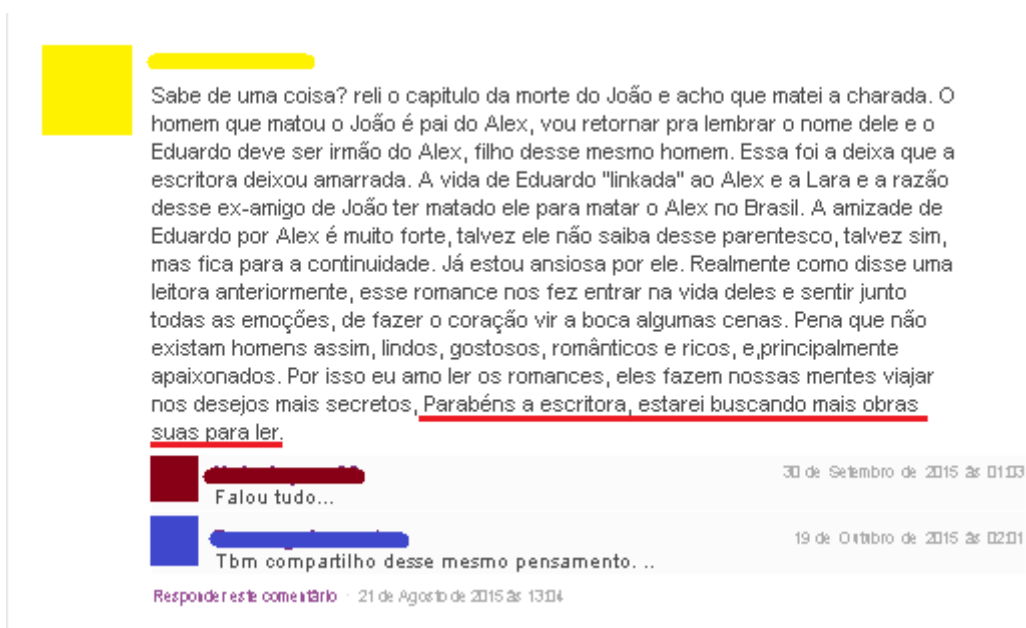 Sabe de uma coisa? reli o capitulo da morte do João e acho que matei a charada. O
homem que matou o João é pai do Alex, vou retornar pra lembrar o nome dele e o
Eduardo deve ser irmão do Alex, filho desse mesmo homem. Essa foi a deixa que a
escritora deixou amarrada. A vida de Eduardo "linkada" ao Alex e a Lara e a razão
desse ex-amigo de João ter matado ele para matar o Alex no Brasil. A amizade de
Eduardo por Alex é muito forte, talvez ele não saiba desse parentesco, talvez sim,
mas fica para a continuidade. Já estou ansiosa por ele. Realmente como disse uma
leitora anteriormente, esse romance nos fez entrar na vida deles e sentir junto
todas as emoções, de fazer o coração vir a boca algumas cenas. Pena que não
existam homens assim, lindos, gostosos, românticos e ricos, e,principalmente
apaixonados. Por isso eu amo ler os romances, eles fazem nossas mentes viajar
nos desejos mais secretos, Parabéns a escritora, estarei buscando mais obras
suas para ler.
30 de Setembro de 2015 às 01:03
Falou tudo...
19 de Outubro de 2015 às 02:01
Tbm compartilho desse mesmo pensamento. ..
Responder este comentário · 21 de Agosto de 2015 às 13:04